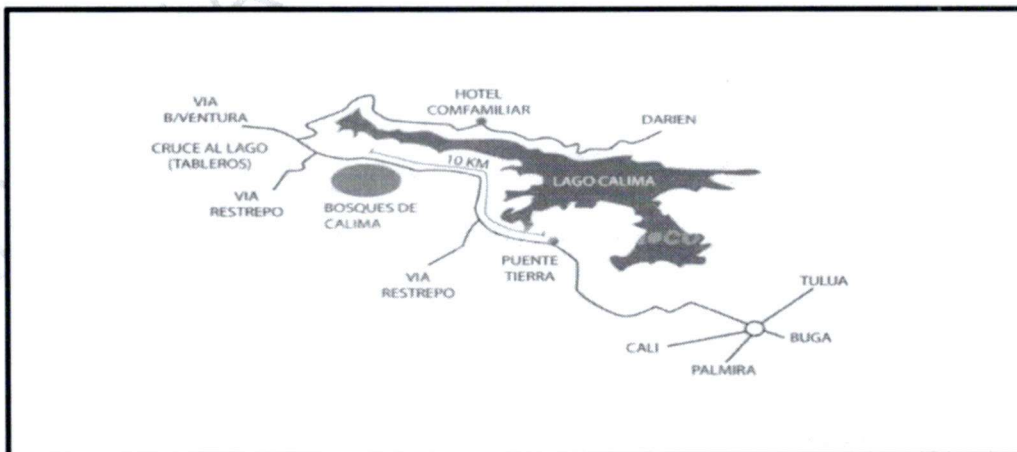 VIA
B/VENTURA
HOTEL
COMFAMILIAR
DARIEN
CRUCE AL LAGO
(TABLEROS)
10 KM
LAGO CALIMA
VIA
RESTREPO
BOSQUES DE
CALIMA
PUENTE
TIERRA
VIA
RESTREPO
TULUA
BUGA
CALI
PALMIRA